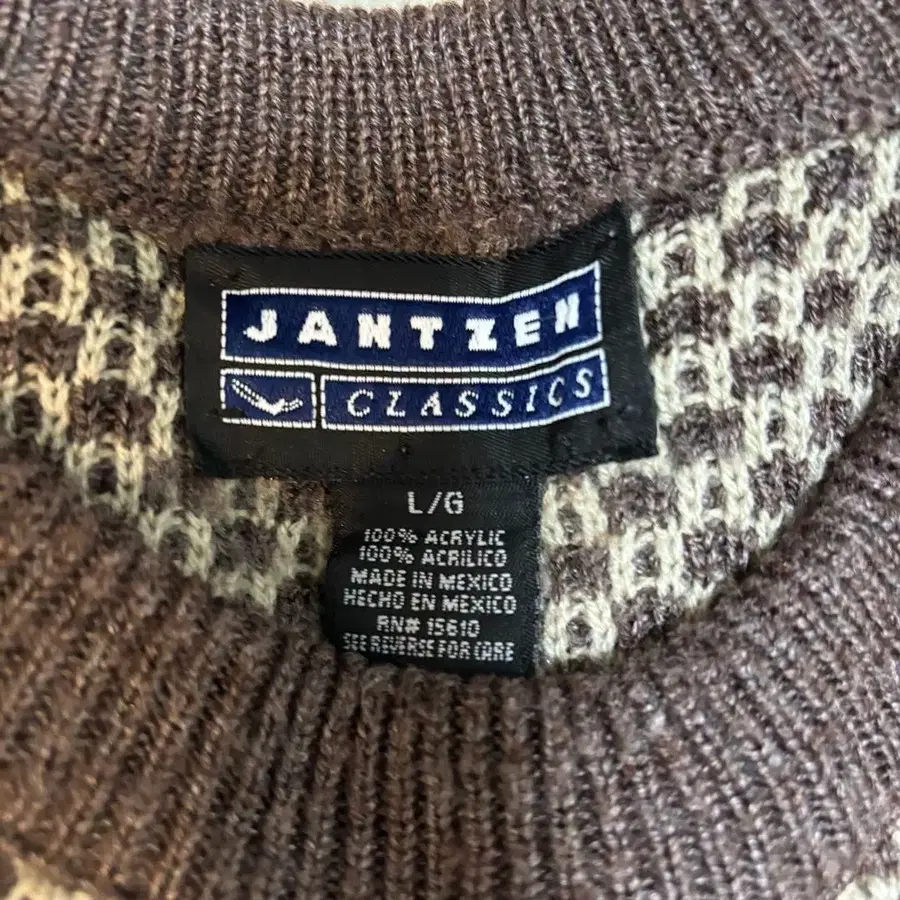 JANTZEN
CLASSICS
L/G
100% ACRYLIC
100% ACRILICO
MADE IN MEXICO
HECHO EN MEXICO
RN# 15610
SEE REVERSE FOR CARE